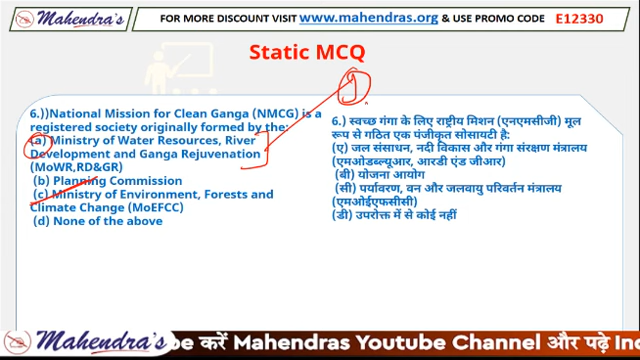 Mahendra's
FOR MORE DISCOUNT VISIT www.mahendras.org & USE PROMO CODE E12330
Static MCQ
6.))National Mission for Clean Ganga (NMCG) is a
registered society originally formed by the:
(a) Ministry of Water Resources, River
Development and Ganga Rejuvenation
(MoWR,RD&GR)
(b) Planning Commission
(c) Ministry of Environment, Forests and
Climate Change (MoEFCC)
(d) None of the above
6.) स्वच्छ गंगा के लिए राष्ट्रीय मिशन (एनएमसीजी) मूल
रूप से गठित एक पंजीकृत सोसायटी है:
(ए) जल संसाधन, नदी विकास और गंगा संरक्षण मंत्रालय
(एमओडब्ल्यूआर, आरडी एंड जीआर)
(बी) योजना आयोग
(सी) पर्यावरण, वन और जलवायु परिवर्तन मंत्रालय
(एमओईएफसीसी)
(डी) उपरोक्त में से कोई नहीं
Mahendra's
be करें Mahendras Youtube Channel और पढ़े Ind